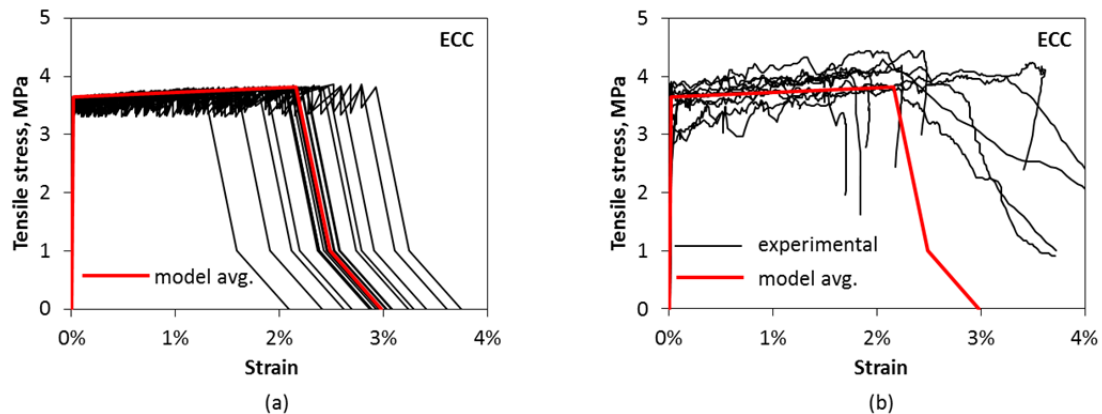 ECC
Tensile stress, MPa
5
4
3
2
1
0
model avg.
0% 1% 2% 3% 4%
Strain
(a)
ECC
Tensile stress, MPa
5
4
3
2
1
0
experimental
model avg.
0% 1% 2% 3% 4%
Strain
(b)